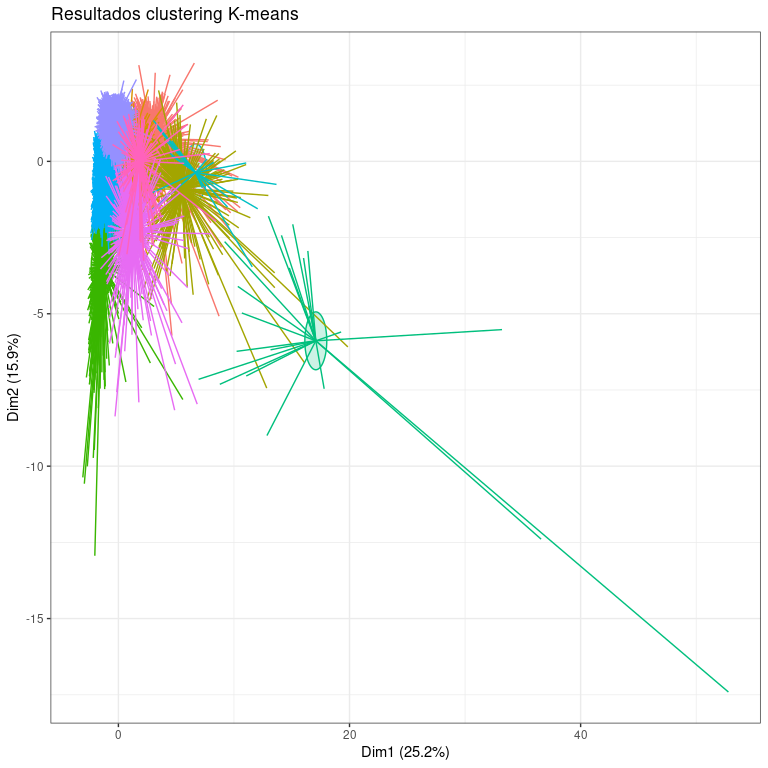 Resultados clustering K-means
0
-5
-10
-15
Dim2 (15.9%)
0 20 40
Dim1 (25.2%)